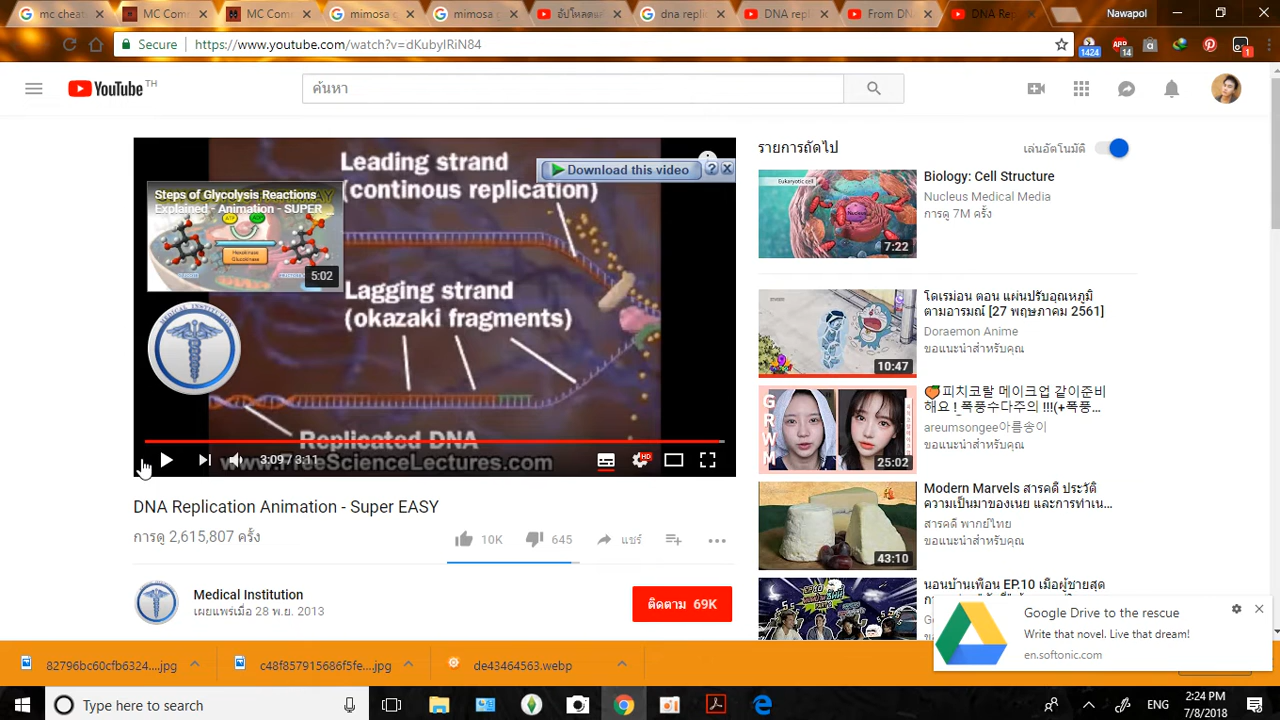 mc cheat
MC Com
MC Com
mimosa g
mimosa g
อัปโหลดแล้
dna replic
DNA repl
From DN
DNA Rep
Nawapol
Secure
https://www.youtube.com/watch?v=dKubyIRiN84
1424
14
1
YouTube TH
ค้นหา
Leading strand
(continous replication)
Download this video
?
Steps of Glycolysis Reactions
Explained - Animation - SUPER
ATP
ADP
Hexokinase
Glucokinase
5:02
Lagging strand
(okazaki fragments)
Replicated DNA
ScienceLectures.com
3:09 / 3:11
HD
DNA Replication Animation - Super EASY
การดู 2,615,807 ครั้ง
10K
645
แชร์
Medical Institution
เผยแพร่เมื่อ 28 พ.ย. 2013
ติดตาม 69K
รายการถัดไป
เล่นอัตโนมัติ
Eukaryotic cell
Nucleus
7:22
Biology: Cell Structure
Nucleus Medical Media
การดู 7M ครั้ง
10:47
โดเรม่อน ตอน แผ่นปรับอุณหภูมิ
ตามอารมณ์ [27 พฤษภาคม 2561]
Doraemon Anime
ขอแนะนำสำหรับคุณ
GRWM
25:02
피치코랄 메이크업 같이준비
해요 ! 폭풍수다주의 !!!(+폭풍...
areumsongee아름송이
ขอแนะนำสำหรับคุณ
43:10
Modern Marvels สารคดี ประวัติ
ความเป็นมาของเนย และการทำเน...
สารคดี พากย์ไทย
ขอแนะนำสำหรับคุณ
นอนบ้านเพื่อน EP.10 เมื่อผู้ชายสุด
Google Drive to the rescue
Write that novel. Live that dream!
en.softonic.com
82796bc60cfb6324....jpg
c48f857915686f5fe....jpg
de43464563.webp
Type here to search
ENG
2:24 PM
7/8/2018